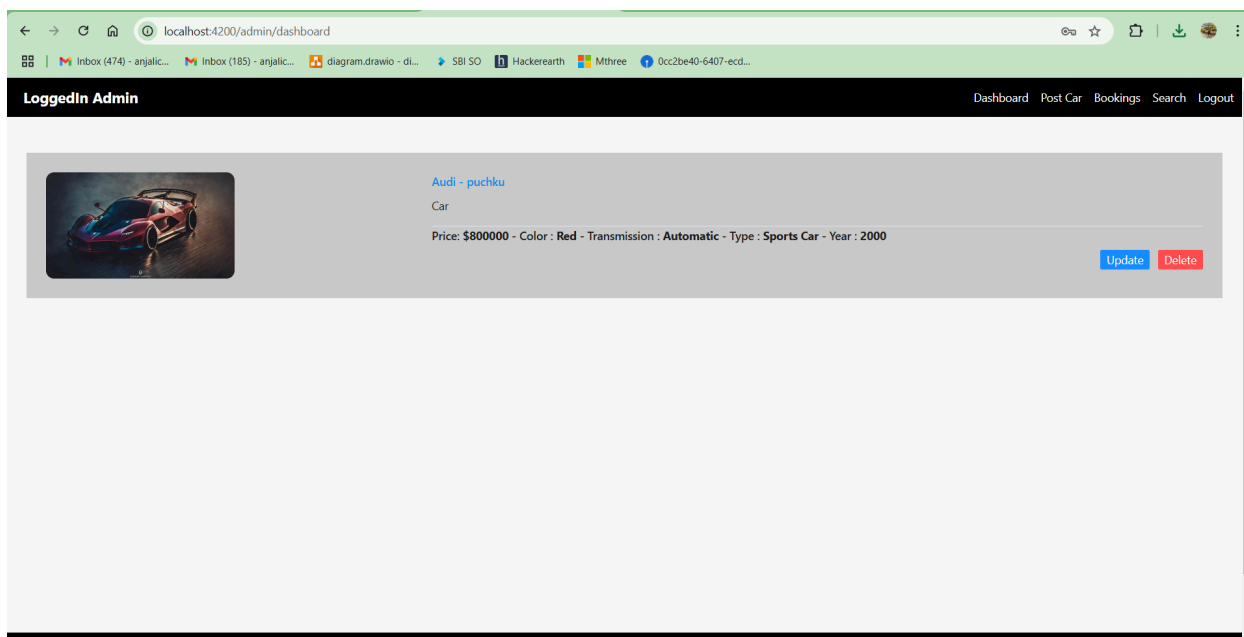 localhost:4200/admin/dashboard
Inbox (474) - anjalic... Inbox (185) - anjalic... diagram.drawio - di... SBI SO Hackerearth Mthree 0cc2be40-6407-ecd...
LoggedIn Admin Dashboard Post Car Bookings Search Logout
Audi - puchku
Car
Price: $800000 - Color : Red - Transmission : Automatic - Type : Sports Car - Year : 2000
Update Delete